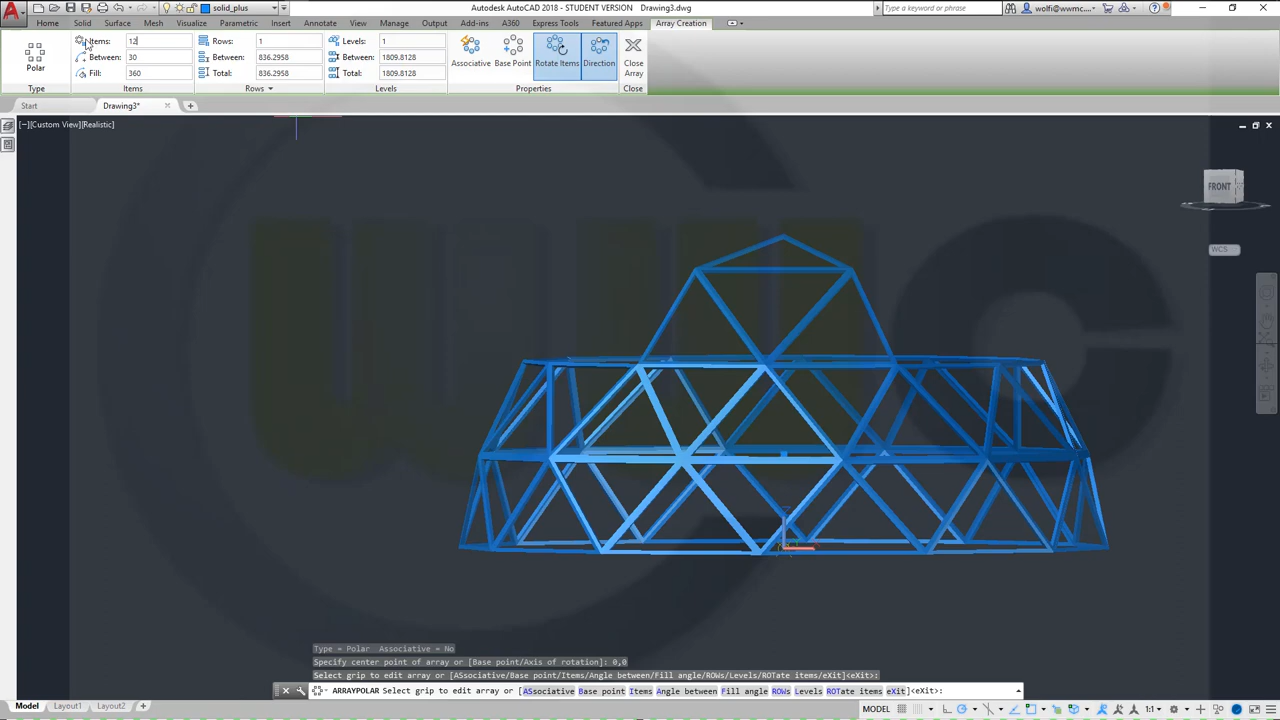 solid_plus
Autodesk AutoCAD 2018 - STUDENT VERSION Drawing3.dwg
Type a keyword or phrase
wolfi@wwmc...
Home Solid Surface Mesh Visualize Parametric Insert Annotate View Manage Output Add-ins A360 Express Tools Featured Apps Array Creation
Items: 12 Rows: 1 Levels: 1
Between: 30 Between: 836.2958 Between: 1809.8128
Fill: 360 Total: 836.2958 Total: 1809.8128
Polar
Associative Base Point Rotate Items Direction Close Array
Type Items Rows Levels Properties Close
Start Drawing3*
[−][Custom View][Realistic]
FRONT
WCS
Type = Polar Associative = No
Specify center point of array or [Base point/Axis of rotation]: 0,0
Select grip to edit array or [ASsociative/Base point/Items/Angle between/Fill angle/ROWs/Levels/ROTate items/eXit]<eXit>:
ARRAYPOLAR Select grip to edit array or [ASsociative Base point Items Angle between Fill angle ROWs Levels ROTate items eXit]<eXit>:
Model Layout1 Layout2 +
MODEL 1:1